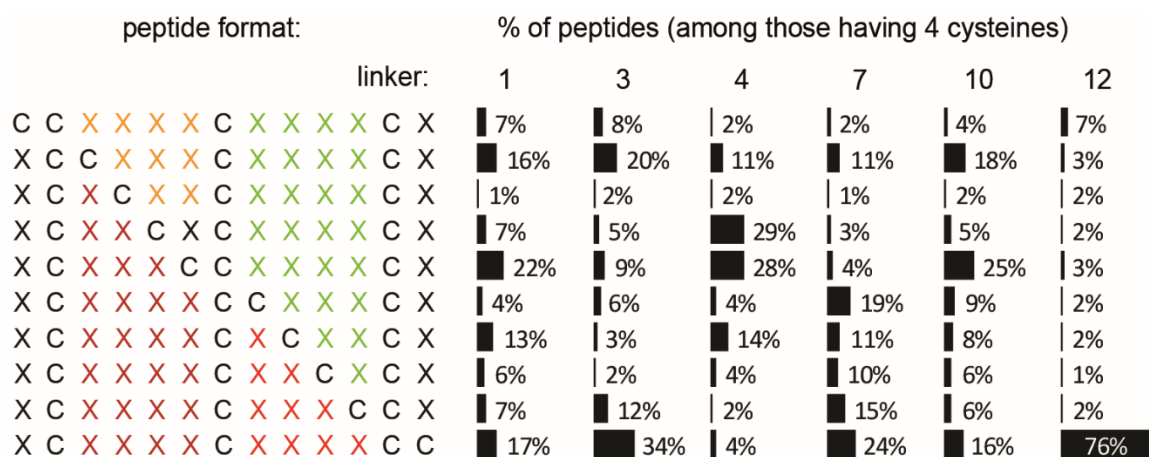 peptide format: % of peptides (among those having 4 cysteines)
linker: 1 3 4 7 10 12
C C X X X X C X X X X C X 7% 8% 2% 2% 4% 7%
X C C X X X C X X X X C X 16% 20% 11% 11% 18% 3%
X C X C X X C X X X X C X 1% 2% 2% 1% 2% 2%
X C X X C X C X X X X C X 7% 5% 29% 3% 5% 2%
X C X X X C C X X X X C X 22% 9% 28% 4% 25% 3%
X C X X X X C C X X X C X 4% 6% 4% 19% 9% 2%
X C X X X X C X C X X C X 13% 3% 14% 11% 8% 2%
X C X X X X C X X C X C X 6% 2% 4% 10% 6% 1%
X C X X X X C X X X C C X 7% 12% 2% 15% 6% 2%
X C X X X X C X X X X C C 17% 34% 4% 24% 16% 76%